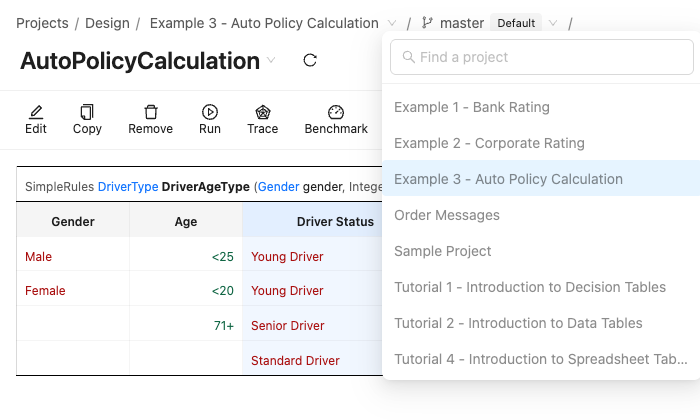 Projects / Design / Example 3 - Auto Policy Calculation / master Default /
AutoPolicyCalculation
Find a project
Edit Copy Remove Run Trace Benchmark
Example 1 - Bank Rating
Example 2 - Corporate Rating
Example 3 - Auto Policy Calculation
Order Messages
Sample Project
Tutorial 1 - Introduction to Decision Tables
Tutorial 2 - Introduction to Data Tables
Tutorial 4 - Introduction to Spreadsheet Tab...
SimpleRules DriverType DriverAgeType (Gender gender, Intege
Gender Age Driver Status
Male <25 Young Driver
Female <20 Young Driver
71+ Senior Driver
Standard Driver